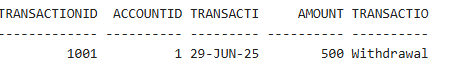 TRANSACTIONID ACCOUNTID TRANSACTI AMOUNT TRANSACTIO
------------- ---------- --------- ---------- ----------
1001 1 29-JUN-25 500 Withdrawal